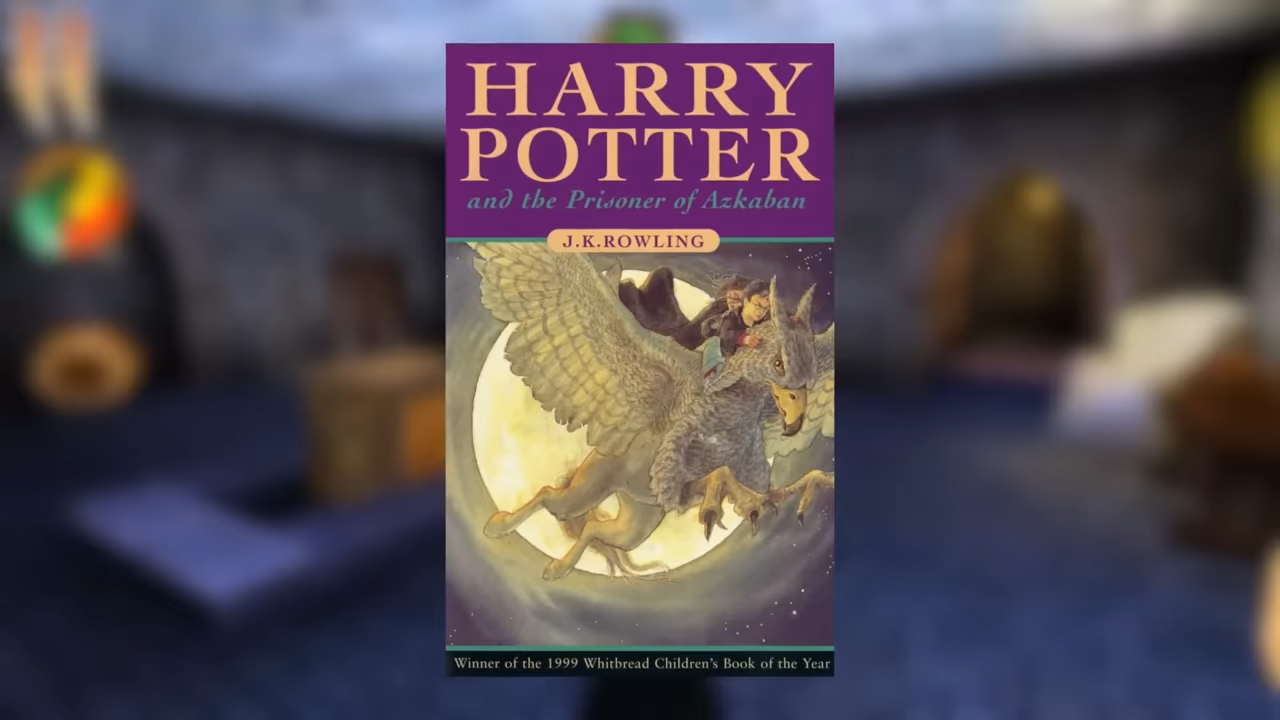 HARRY
POTTER
and the Prisoner of Azkaban
J.K.ROWLING
Winner of the 1999 Whitbread Children's Book of the Year